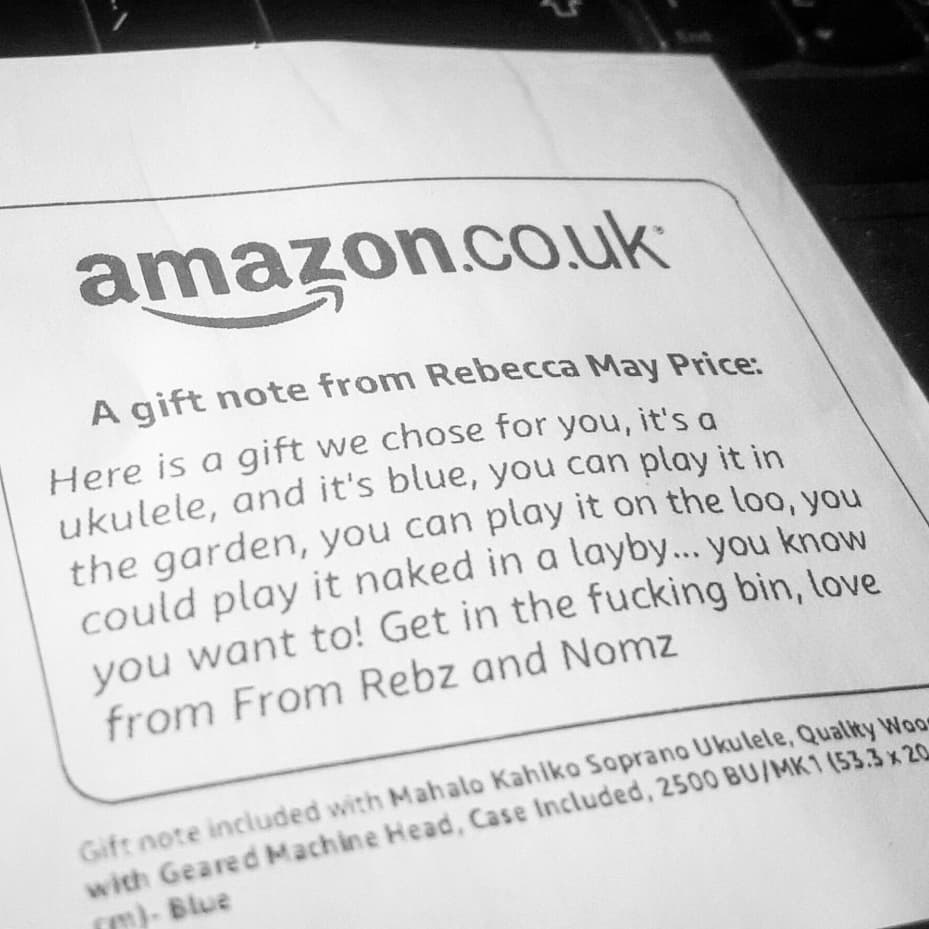 amazon.co.uk
A gift note from Rebecca May Price:
Here is a gift we chose for you, it's a
ukulele, and it's blue, you can play it in
the garden, you can play it on the loo, you
could play it naked in a layby... you know
you want to! Get in the fucking bin, love
from From Rebz and Nomz
Gift note included with Mahalo Kahiko Soprano Ukulele, Quality
with Geared Machine Head, Case Included, 2500 BU/MK1 (53.3 x 20
cm)- Blue